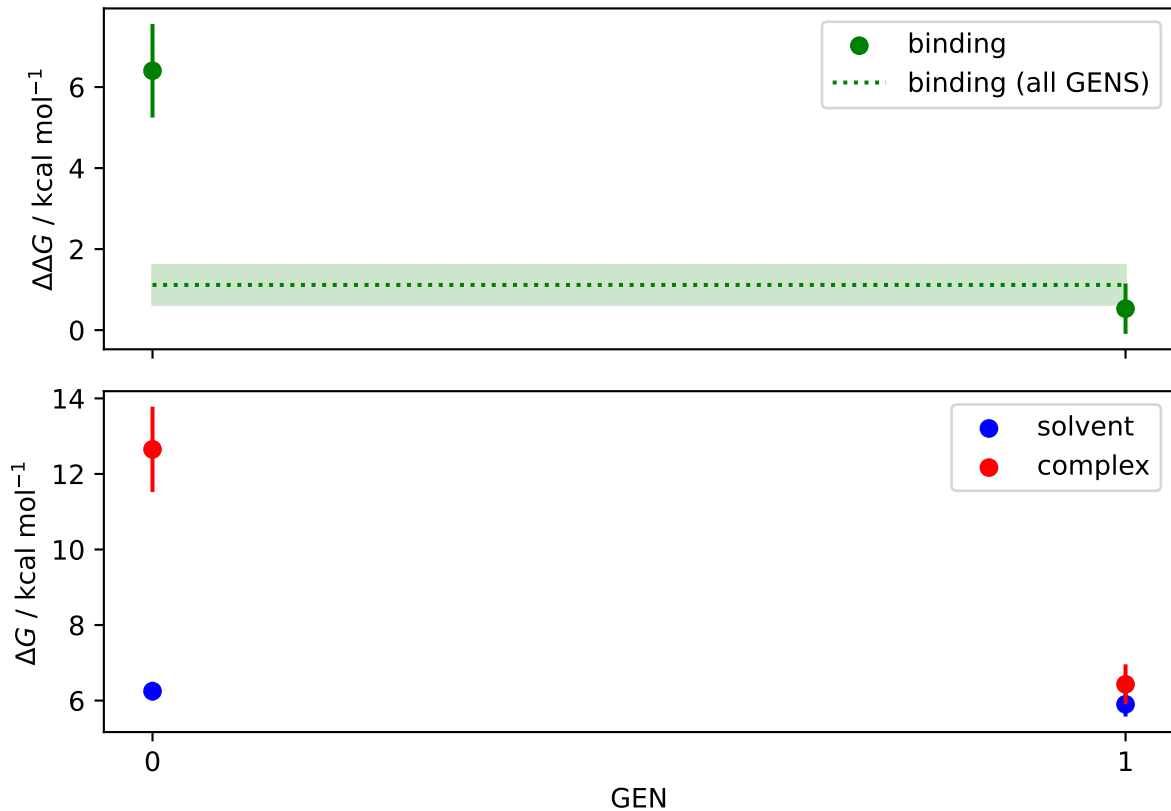 ΔΔG / kcal mol⁻¹
6
4
2
0
binding
binding (all GENS)
ΔG / kcal mol⁻¹
14
12
10
8
6
solvent
complex
0 1
GEN